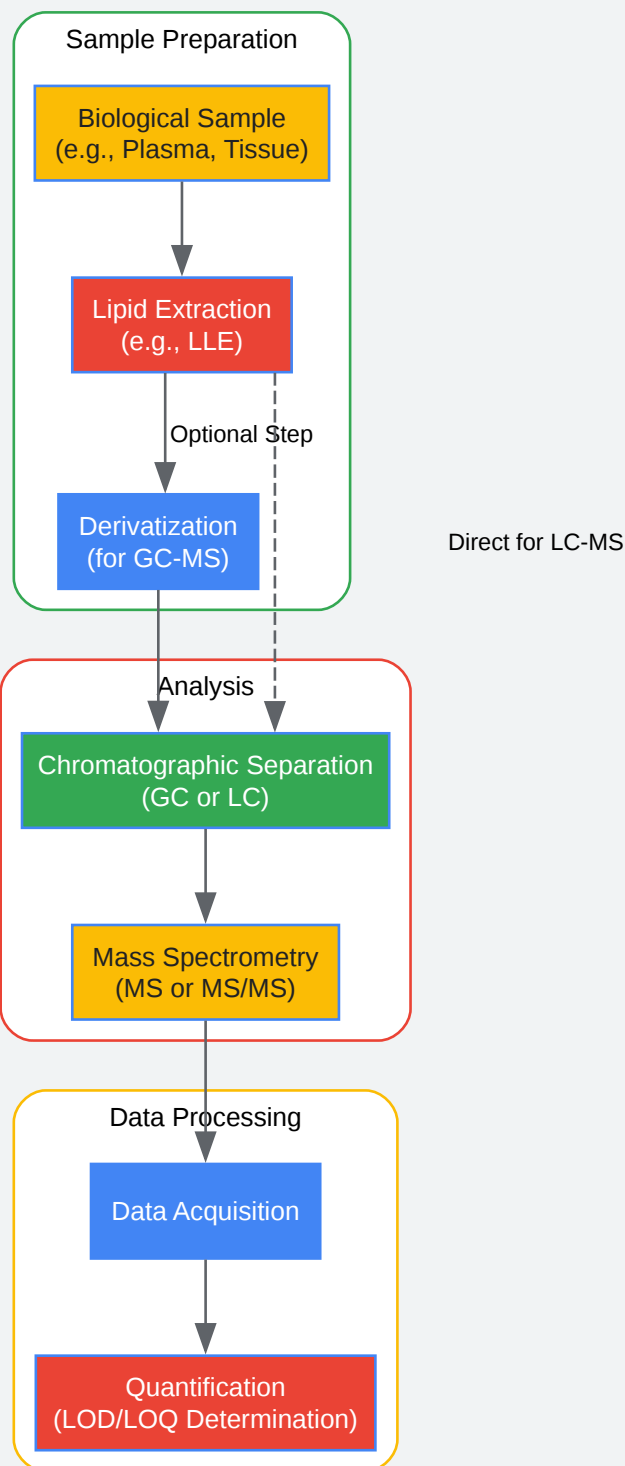 Sample Preparation
Biological Sample
(e.g., Plasma, Tissue)
Lipid Extraction
(e.g., LLE)
Optional Step
Derivatization
(for GC-MS)
Direct for LC-MS
Analysis
Chromatographic Separation
(GC or LC)
Mass Spectrometry
(MS or MS/MS)
Data Processing
Data Acquisition
Quantification
(LOD/LOQ Determination)